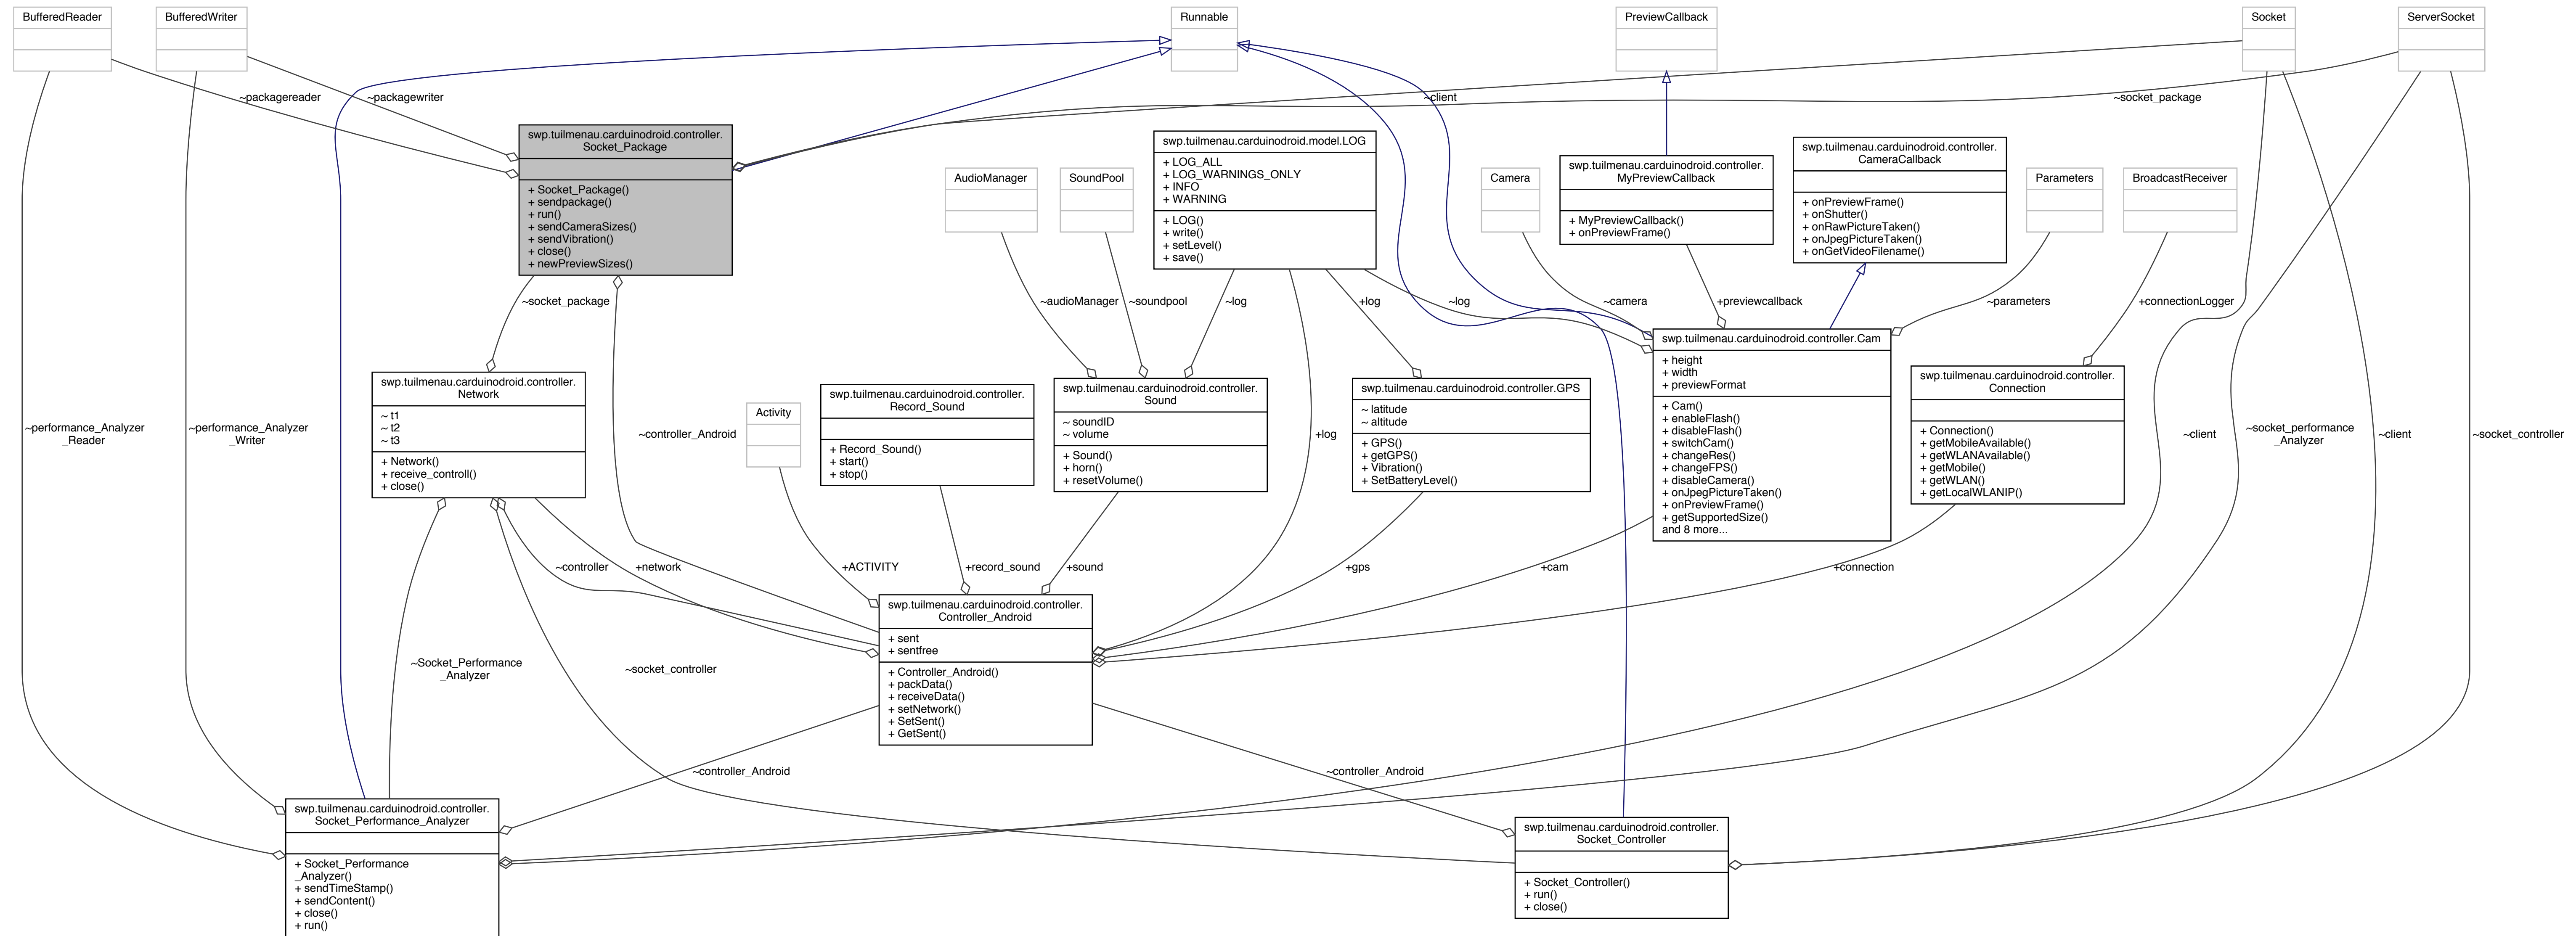 BufferedReader
BufferedWriter
Runnable
PreviewCallback
Socket
ServerSocket
~packagereader
~packagewriter
~client
~socket_package
swp.tuilmenau.carduinodroid.controller.
Socket_Package
+ Socket_Package()
+ sendpackage()
+ run()
+ sendCameraSizes()
+ sendVibration()
+ close()
+ newPreviewSizes()
AudioManager
SoundPool
swp.tuilmenau.carduinodroid.model.LOG
+ LOG_ALL
+ LOG_WARNINGS_ONLY
+ INFO
+ WARNING
+ LOG()
+ write()
+ setLevel()
+ save()
Camera
swp.tuilmenau.carduinodroid.controller.
MyPreviewCallback
+ MyPreviewCallback()
+ onPreviewFrame()
swp.tuilmenau.carduinodroid.controller.
CameraCallback
+ onPreviewFrame()
+ onShutter()
+ onRawPictureTaken()
+ onJpegPictureTaken()
+ onGetVideoFilename()
Parameters
BroadcastReceiver
~socket_package
~audioManager
~soundpool
~log
+log
~log
~camera
+previewcallback
~parameters
+connectionLogger
swp.tuilmenau.carduinodroid.controller.
Network
~ t1
~ t2
~ t3
+ Network()
+ receive_controll()
+ close()
~performance_Analyzer
_Reader
~performance_Analyzer
_Writer
~controller_Android
Activity
swp.tuilmenau.carduinodroid.controller.
Record_Sound
+ Record_Sound()
+ start()
+ stop()
swp.tuilmenau.carduinodroid.controller.
Sound
~ soundID
~ volume
+ Sound()
+ horn()
+ resetVolume()
+log
swp.tuilmenau.carduinodroid.controller.GPS
~ latitude
~ altitude
+ GPS()
+ getGPS()
+ Vibration()
+ SetBatteryLevel()
swp.tuilmenau.carduinodroid.controller.Cam
+ height
+ width
+ previewFormat
+ Cam()
+ enableFlash()
+ disableFlash()
+ switchCam()
+ changeRes()
+ changeFPS()
+ disableCamera()
+ onJpegPictureTaken()
+ onPreviewFrame()
+ getSupportedSize()
and 8 more...
swp.tuilmenau.carduinodroid.controller.
Connection
+ Connection()
+ getMobileAvailable()
+ getWLANAvailable()
+ getMobile()
+ getWLAN()
+ getLocalWLANIP()
~client
~socket_performance
_Analyzer
~client
~socket_controller
~controller
+network
+ACTIVITY
+record_sound
+sound
+gps
+cam
+connection
swp.tuilmenau.carduinodroid.controller.
Controller_Android
+ sent
+ sentfree
+ Controller_Android()
+ packData()
+ receiveData()
+ setNetwork()
+ SetSent()
+ GetSent()
~Socket_Performance
_Analyzer
~socket_controller
~controller_Android
~controller_Android
swp.tuilmenau.carduinodroid.controller.
Socket_Performance_Analyzer
+ Socket_Performance
_Analyzer()
+ sendTimeStamp()
+ sendContent()
+ close()
+ run()
swp.tuilmenau.carduinodroid.controller.
Socket_Controller
+ Socket_Controller()
+ run()
+ close()